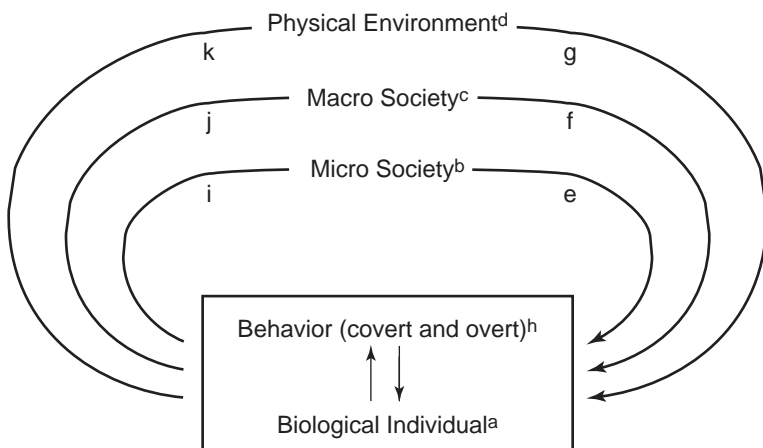 Physical Environmentᵈ
k g
Macro Societyᶜ
j f
Micro Societyᵇ
i e
Behavior (covert and overt)ʰ
Biological Individualᵃ